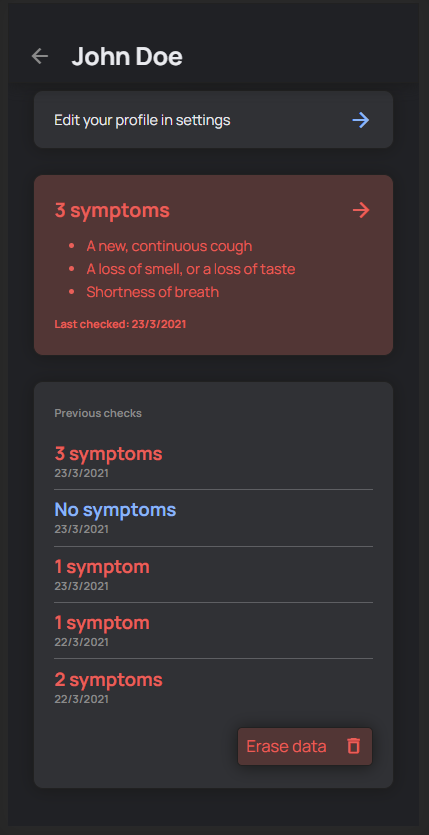 John Doe
Edit your profile in settings
3 symptoms
A new, continuous cough
A loss of smell, or a loss of taste
Shortness of breath
Last checked: 23/3/2021
Previous checks
3 symptoms
23/3/2021
No symptoms
23/3/2021
1 symptom
23/3/2021
1 symptom
22/3/2021
2 symptoms
22/3/2021
Erase data